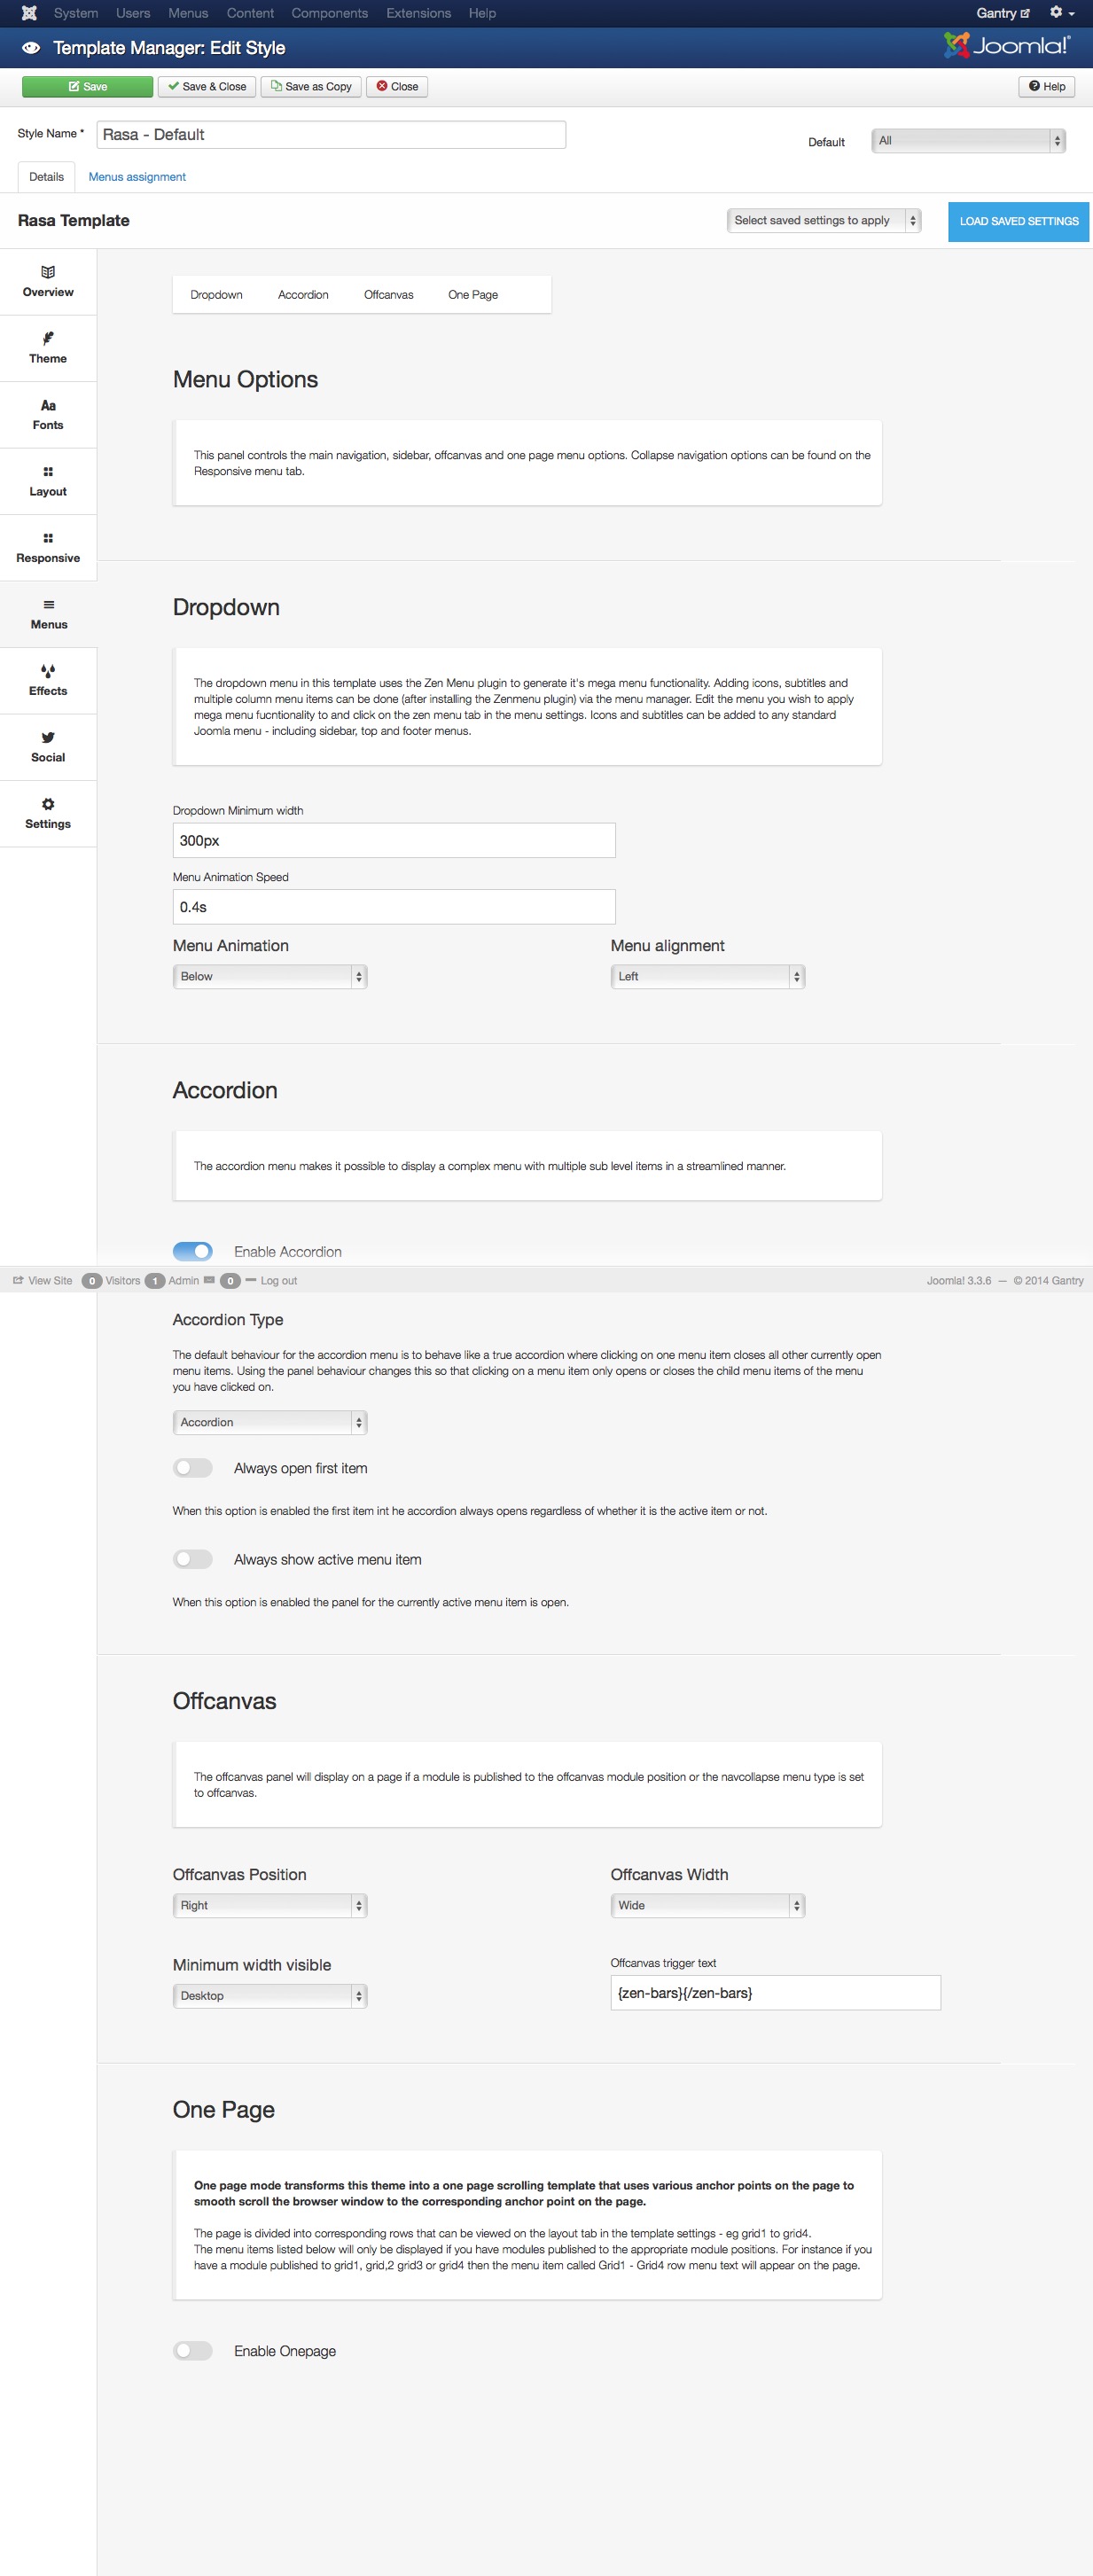 System Users Menus Content Components Extensions Help Gantry
Template Manager: Edit Style Joomla!®
Save Save & Close Save as Copy Close Help
Style Name * Rasa - Default Default All
Details Menus assignment
Rasa Template Select saved settings to apply LOAD SAVED SETTINGS
Overview
Theme
Aa
Fonts
Layout
Responsive
Menus
Effects
Social
Settings
Dropdown Accordion Offcanvas One Page
Menu Options
This panel controls the main navigation, sidebar, offcanvas and one page menu options. Collapse navigation options can be found on the
Responsive menu tab.
Dropdown
The dropdown menu in this template uses the Zen Menu plugin to generate it's mega menu functionality. Adding icons, subtitles and
multiple column menu items can be done (after installing the Zenmenu plugin) via the menu manager. Edit the menu you wish to apply
mega menu fucntionality to and click on the zen menu tab in the menu settings. Icons and subtitles can be added to any standard
Joomla menu - including sidebar, top and footer menus.
Dropdown Minimum width
300px
Menu Animation Speed
0.4s
Menu Animation Menu alignment
Below Left
Accordion
The accordion menu makes it possible to display a complex menu with multiple sub level items in a streamlined manner.
Enable Accordion
View Site 0 Visitors 1 Admin 0 Log out Joomla! 3.3.6 — © 2014 Gantry
Accordion Type
The default behaviour for the accordion menu is to behave like a true accordion where clicking on one menu item closes all other currently open
menu items. Using the panel behaviour changes this so that clicking on a menu item only opens or closes the child menu items of the menu
you have clicked on.
Accordion
Always open first item
When this option is enabled the first item int he accordion always opens regardless of whether it is the active item or not.
Always show active menu item
When this option is enabled the panel for the currently active menu item is open.
Offcanvas
The offcanvas panel will display on a page if a module is published to the offcanvas module position or the navcollapse menu type is set
to offcanvas.
Offcanvas Position Offcanvas Width
Right Wide
Minimum width visible Offcanvas trigger text
Desktop {zen-bars}{/zen-bars}
One Page
One page mode transforms this theme into a one page scrolling template that uses various anchor points on the page to
smooth scroll the browser window to the corresponding anchor point on the page.
The page is divided into corresponding rows that can be viewed on the layout tab in the template settings - eg grid1 to grid4.
The menu items listed below will only be displayed if you have modules published to the appropriate module positions. For instance if you
have a module published to grid1, grid,2 grid3 or grid4 then the menu item called Grid1 - Grid4 row menu text will appear on the page.
Enable Onepage